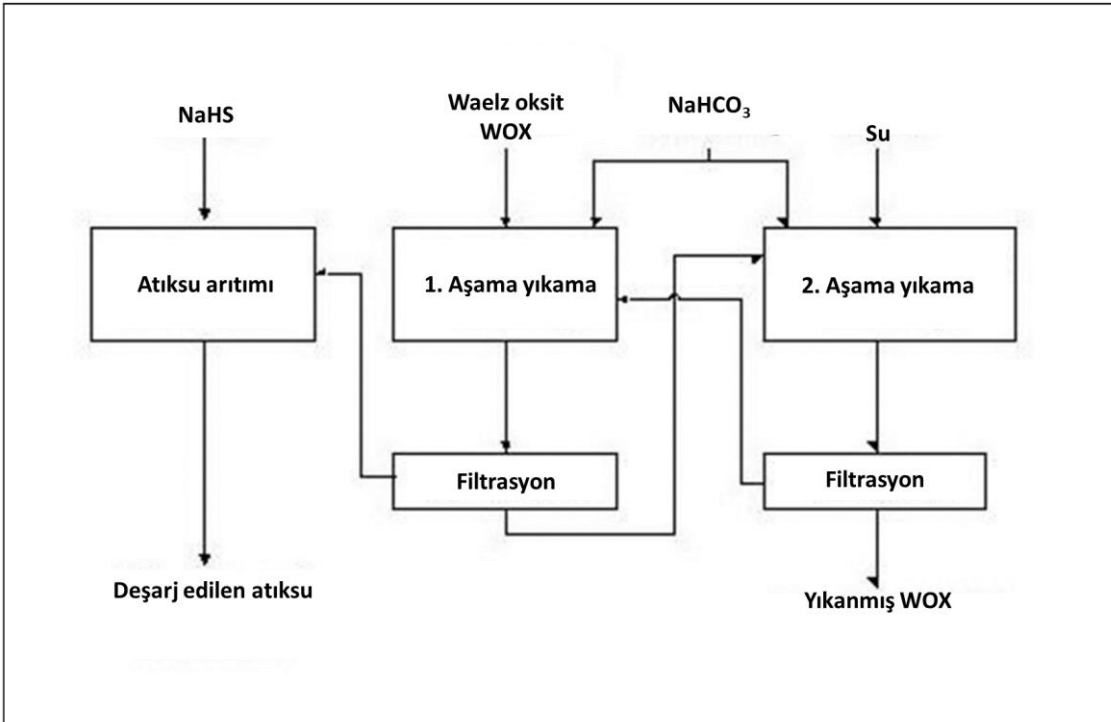 NaHS
Waelz oksit
WOX
NaHCO₃
Su
Atıksu arıtımı
1. Aşama yıkama
2. Aşama yıkama
Filtrasyon
Filtrasyon
Deşarj edilen atıksu
Yıkanmış WOX